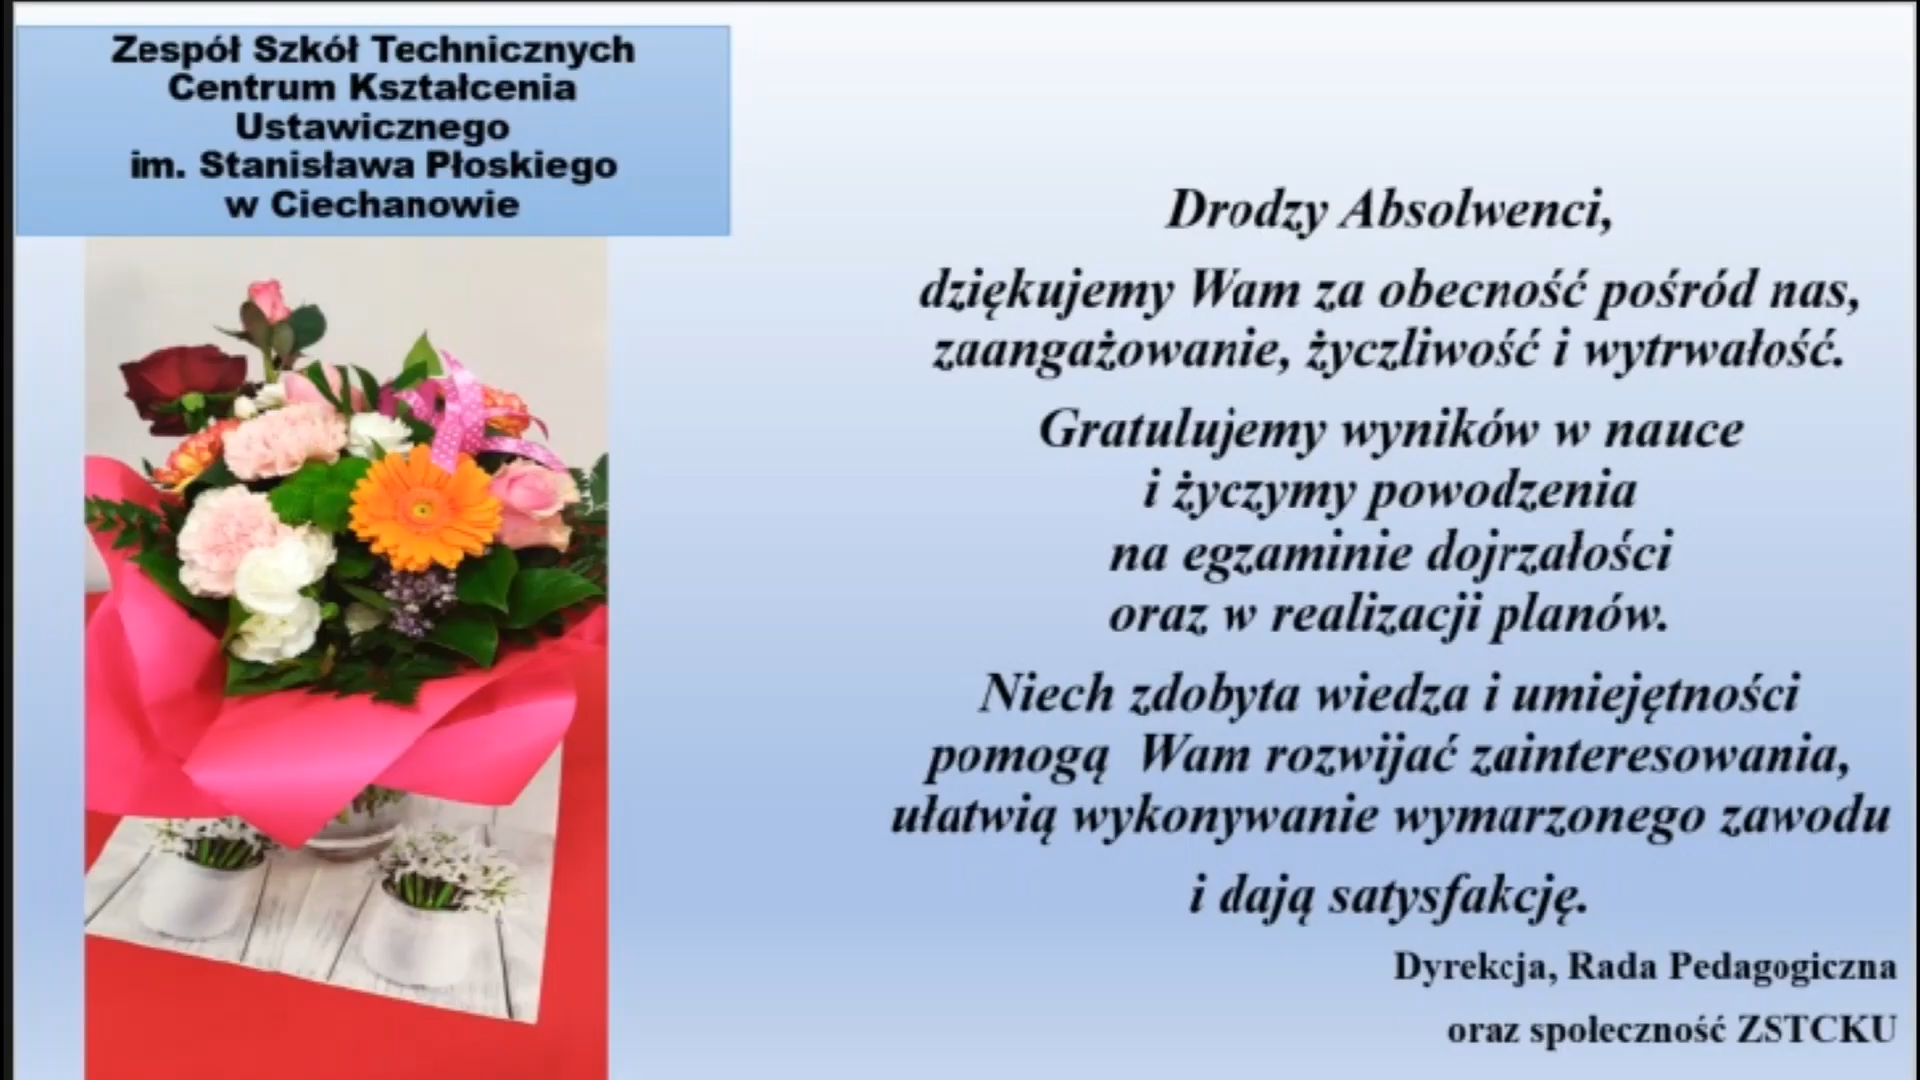 Zespół Szkół Technicznych
Centrum Kształcenia
Ustawicznego
im. Stanisława Płoskiego
w Ciechanowie
Drodzy Absolwenci,
dziękujemy Wam za obecność pośród nas,
zaangażowanie, życzliwość i wytrwałość.
Gratulujemy wyników w nauce
i życzymy powodzenia
na egzaminie dojrzałości
oraz w realizacji planów.
Niech zdobyta wiedza i umiejętności
pomogą Wam rozwijać zainteresowania,
ułatwią wykonywanie wymarzonego zawodu
i dają satysfakcję.
Dyrekcja, Rada Pedagogiczna
oraz społeczność ZSTCKU